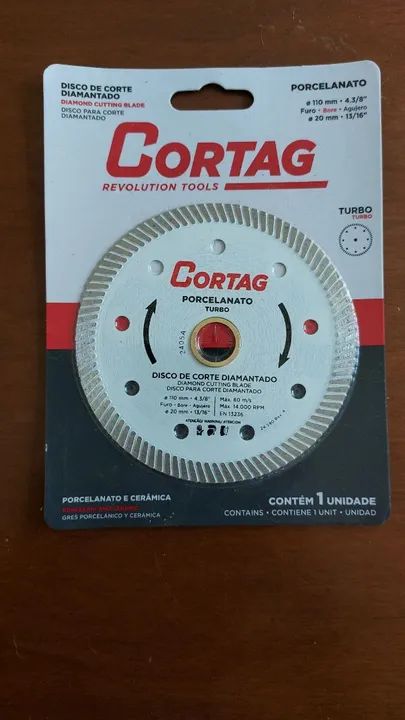 DISCO DE CORTE
DIAMANTADO
DIAMOND CUTTING BLADE
DISCO PARA CORTE
DIAMANTADO
PORCELANATO
ø 110 mm • 4.3/8"
Furo • Bore • Agujero
ø 20 mm • 13/16"
CORTAG
REVOLUTION TOOLS
TURBO
TURBO
CORTAG
PORCELANATO
TURBO
2405A
DISCO DE CORTE DIAMANTADO
DIAMOND CUTTING BLADE
DISCO PARA CORTE DIAMANTADO
ø 110 mm • 4.3/8" Máx. 80 m/s
Furo • Bore • Agujero Máx. 14.000 RPM
ø 20 mm • 13/16" EN 13236
ATENÇÃO/ WARNING/ ATENCIÓN
PORCELANATO E CERÂMICA
GRES PORCELÁNICO Y CERÁMICA
CONTÉM 1 UNIDADE
CONTAINS • CONTIENE 1 UNIT • UNIDAD